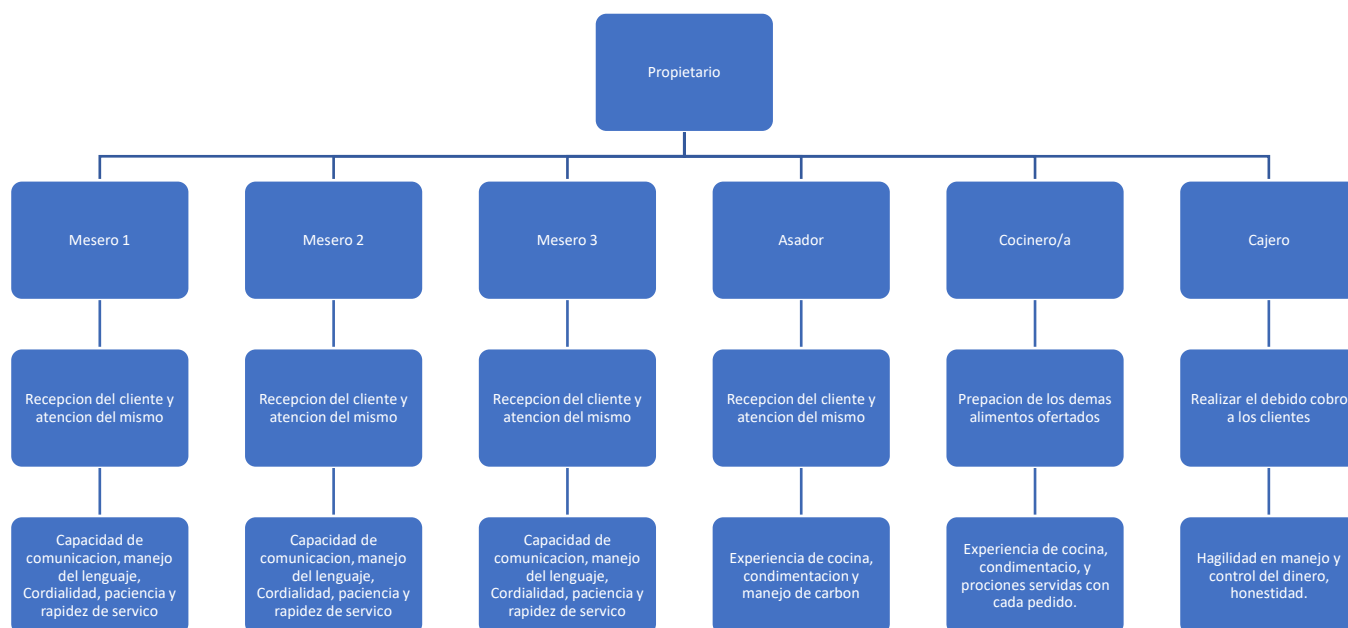 Propietario
Mesero 1
Mesero 2
Mesero 3
Asador
Cocinero/a
Cajero
Recepcion del cliente y
atencion del mismo
Recepcion del cliente y
atencion del mismo
Recepcion del cliente y
atencion del mismo
Recepcion del cliente y
atencion del mismo
Prepacion de los demas
alimentos ofertados
Realizar el debido cobro
a los clientes
Capacidad de
comunicacion, manejo
del lenguaje,
Cordialidad, paciencia y
rapidez de servico
Capacidad de
comunicacion, manejo
del lenguaje,
Cordialidad, paciencia y
rapidez de servico
Capacidad de
comunicacion, manejo
del lenguaje,
Cordialidad, paciencia y
rapidez de servico
Experiencia de cocina,
condimentacion y
manejo de carbon
Experiencia de cocina,
condimentacio, y
prociones servidas con
cada pedido.
Hagilidad en manejo y
control del dinero,
honestidad.